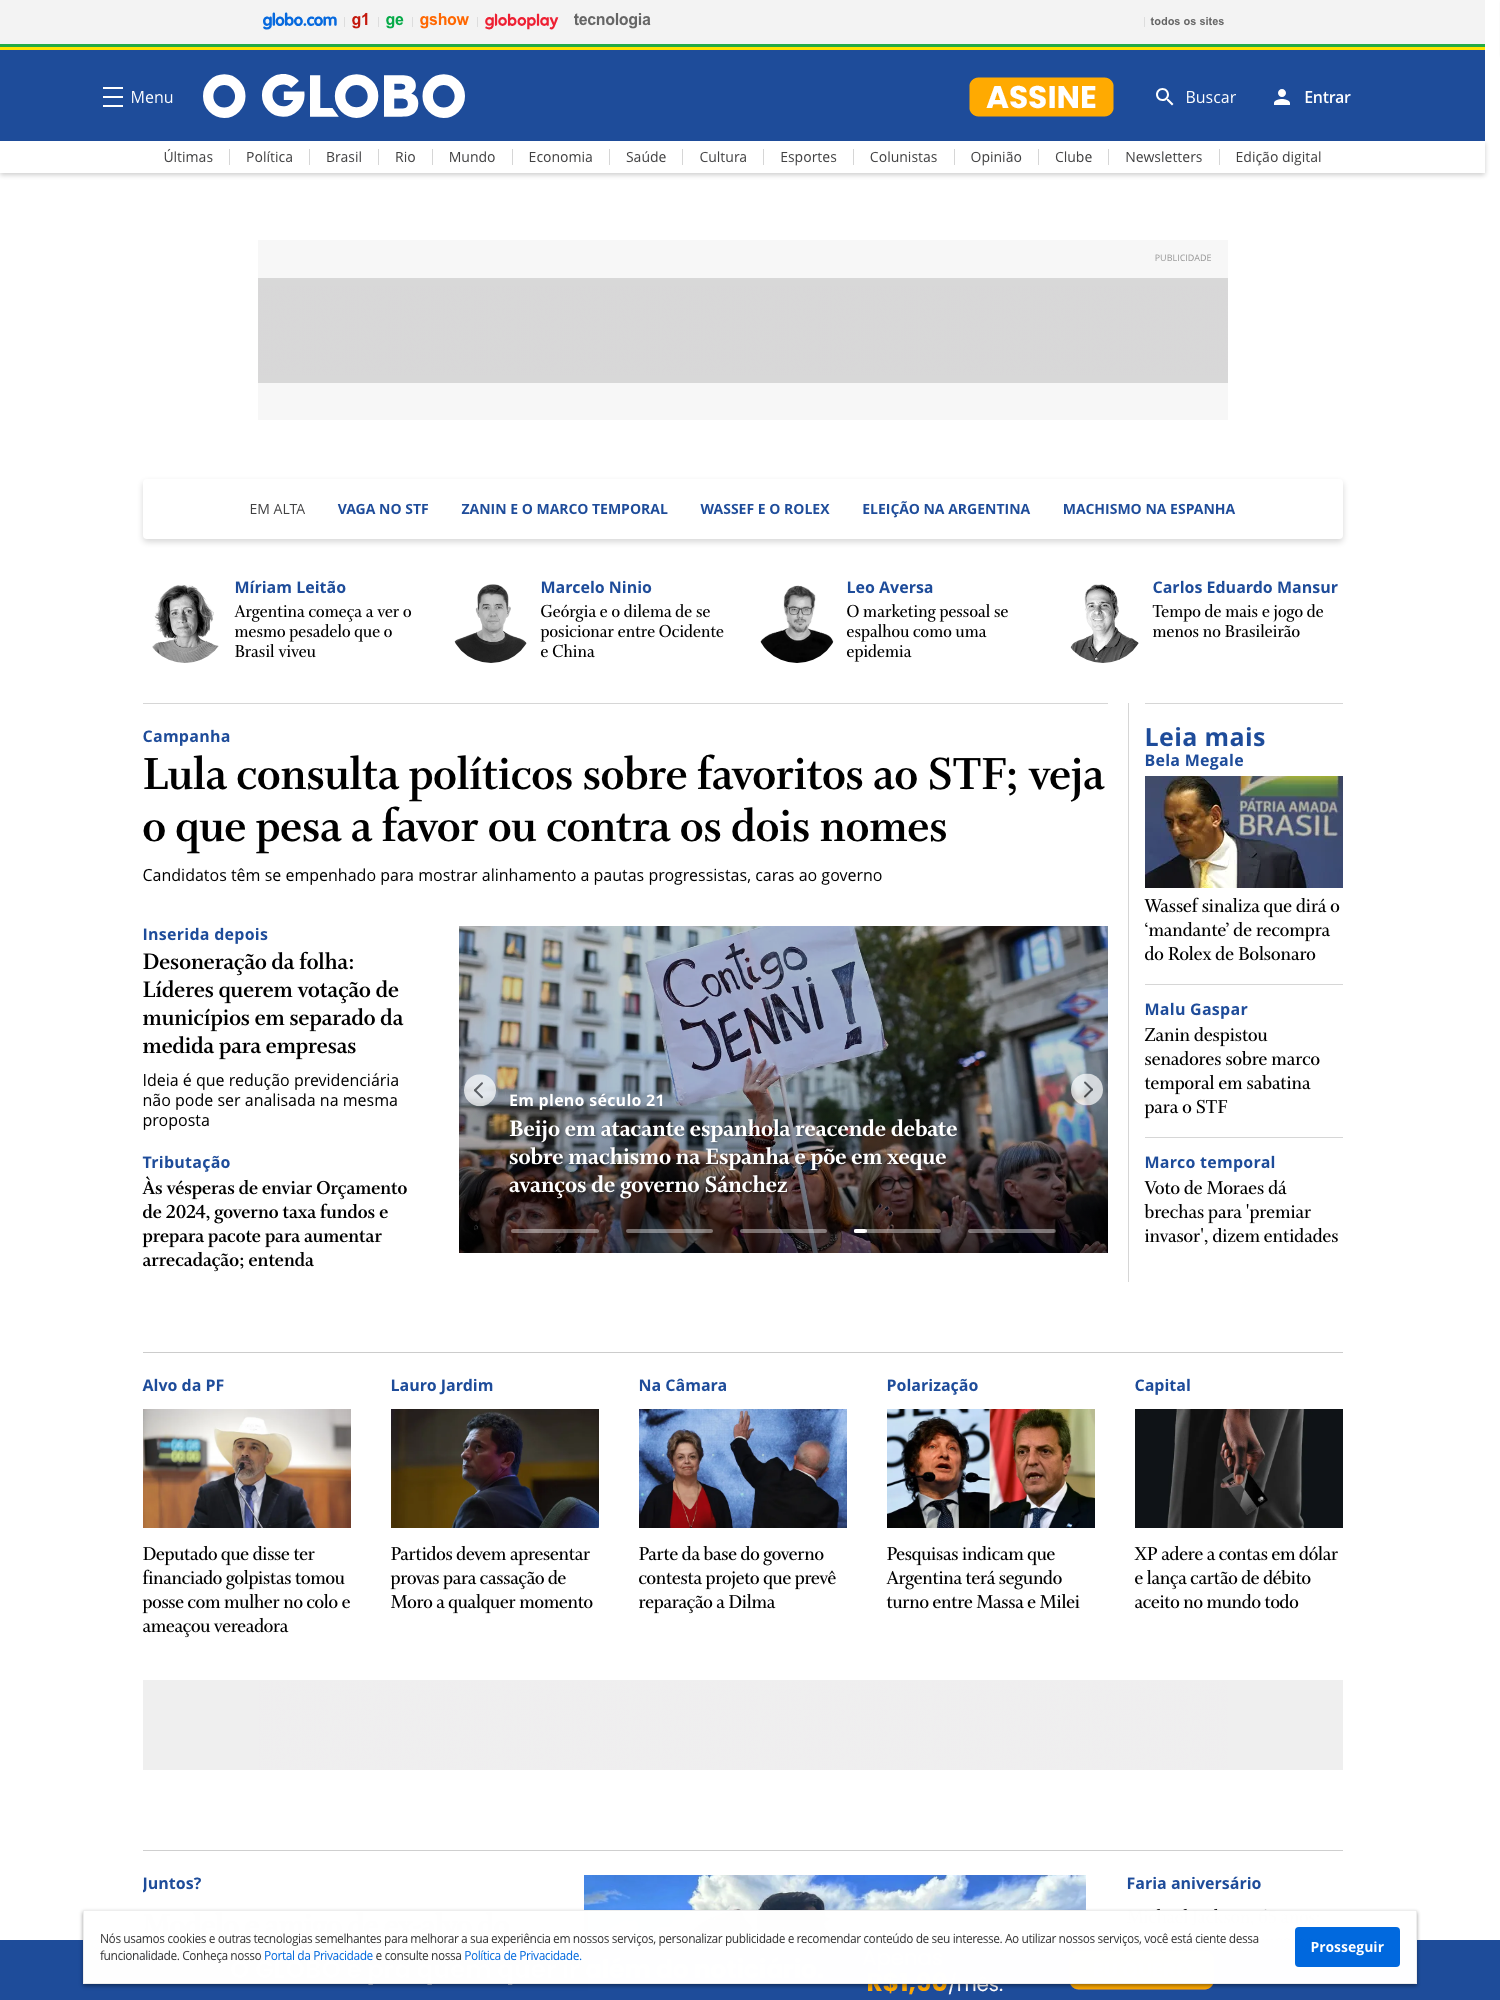 globo.com
g1
ge
gshow
globoplay
tecnologia
todos os sites
Menu
O GLOBO
ASSINE
Buscar
Entrar
Últimas
Política
Brasil
Rio
Mundo
Economia
Saúde
Cultura
Esportes
Colunistas
Opinião
Clube
Newsletters
Edição digital
PUBLICIDADE
EM ALTA
VAGA NO STF
ZANIN E O MARCO TEMPORAL
WASSEF E O ROLEX
ELEIÇÃO NA ARGENTINA
MACHISMO NA ESPANHA
Míriam Leitão
Argentina começa a ver o
mesmo pesadelo que o
Brasil viveu
Marcelo Ninio
Geórgia e o dilema de se
posicionar entre Ocidente
e China
Leo Aversa
O marketing pessoal se
espalhou como uma
epidemia
Carlos Eduardo Mansur
Tempo de mais e jogo de
menos no Brasileirão
Campanha
Lula consulta políticos sobre favoritos ao STF; veja
o que pesa a favor ou contra os dois nomes
Candidatos têm se empenhado para mostrar alinhamento a pautas progressistas, caras ao governo
Inserida depois
Desoneração da folha:
Líderes querem votação de
municípios em separado da
medida para empresas
Ideia é que redução previdenciária
não pode ser analisada na mesma
proposta
Tributação
Às vésperas de enviar Orçamento
de 2024, governo taxa fundos e
prepara pacote para aumentar
arrecadação; entenda
Contigo
JENNI!
Em pleno século 21
Beijo em atacante espanhola reacende debate
sobre machismo na Espanha e põe em xeque
avanços de governo Sánchez
Leia mais
Bela Megale
PÁTRIA AMADA
BRASIL
Wassef sinaliza que dirá o
‘mandante’ de recompra
do Rolex de Bolsonaro
Malu Gaspar
Zanin despistou
senadores sobre marco
temporal em sabatina
para o STF
Marco temporal
Voto de Moraes dá
brechas para 'premiar
invasor', dizem entidades
Alvo da PF
Deputado que disse ter
financiado golpistas tomou
posse com mulher no colo e
ameaçou vereadora
Lauro Jardim
Partidos devem apresentar
provas para cassação de
Moro a qualquer momento
Na Câmara
Parte da base do governo
contesta projeto que prevê
reparação a Dilma
Polarização
Pesquisas indicam que
Argentina terá segundo
turno entre Massa e Milei
Capital
XP adere a contas em dólar
e lança cartão de débito
aceito no mundo todo
Juntos?
Faria aniversário
Nós usamos cookies e outras tecnologias semelhantes para melhorar a sua experiência em nossos serviços, personalizar publicidade e recomendar conteúdo de seu interesse. Ao utilizar nossos serviços, você está ciente dessa
funcionalidade. Conheça nosso Portal da Privacidade e consulte nossa Política de Privacidade.
Prosseguir